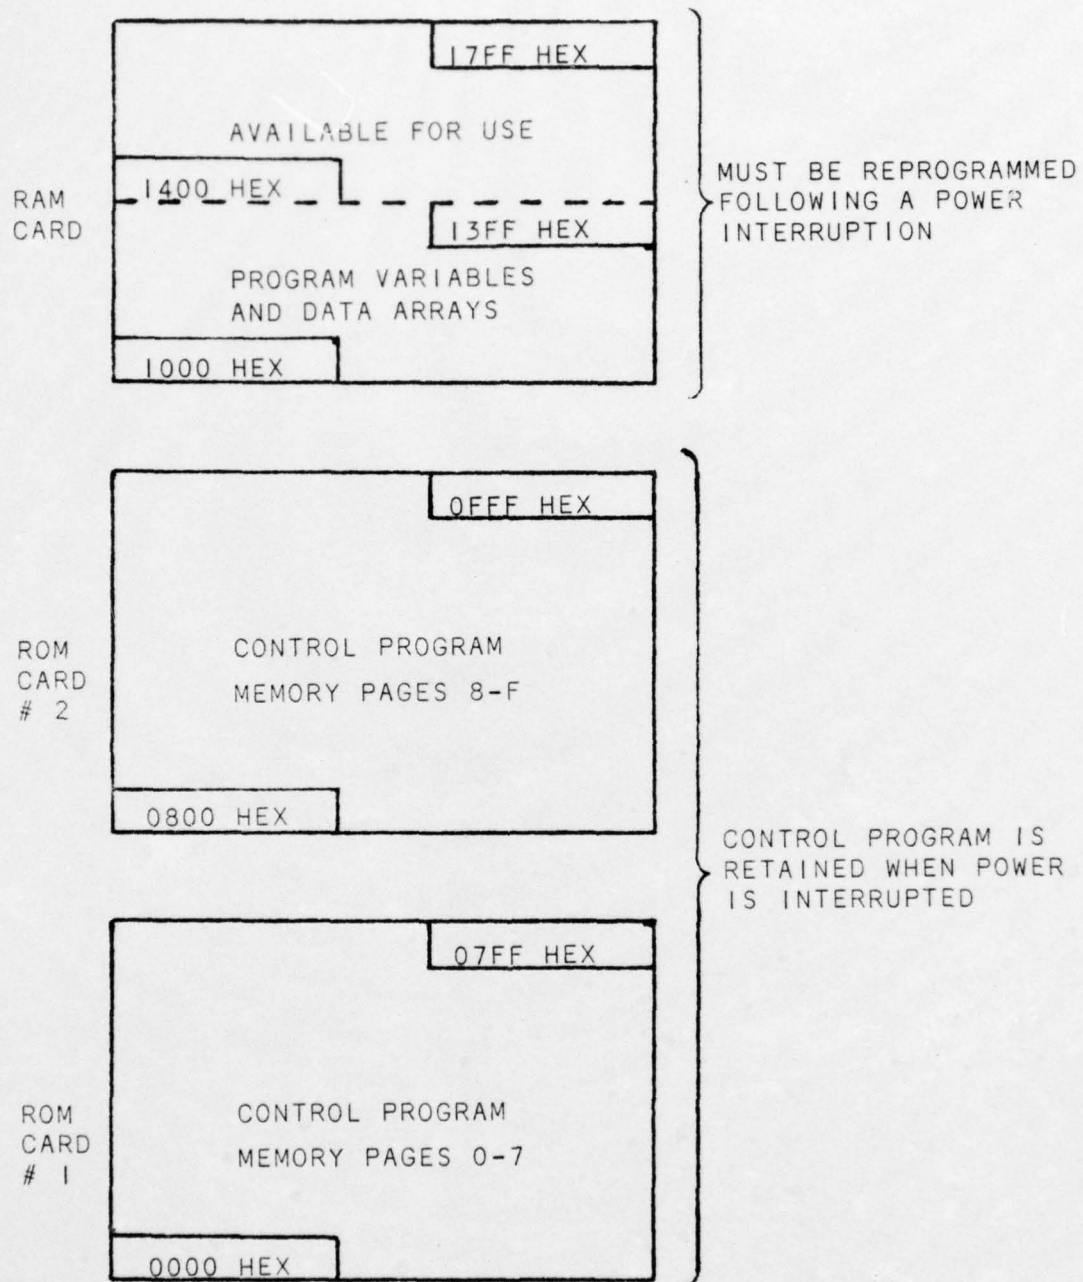 17FF HEX
AVAILABLE FOR USE
1400 HEX
RAM
CARD
13FF HEX
PROGRAM VARIABLES
AND DATA ARRAYS
1000 HEX
MUST BE REPROGRAMMED
FOLLOWING A POWER
INTERRUPTION
0FFF HEX
ROM
CARD
# 2
CONTROL PROGRAM
MEMORY PAGES 8-F
0800 HEX
CONTROL PROGRAM IS
RETAINED WHEN POWER
IS INTERRUPTED
07FF HEX
ROM
CARD
# 1
CONTROL PROGRAM
MEMORY PAGES 0-7
0000 HEX